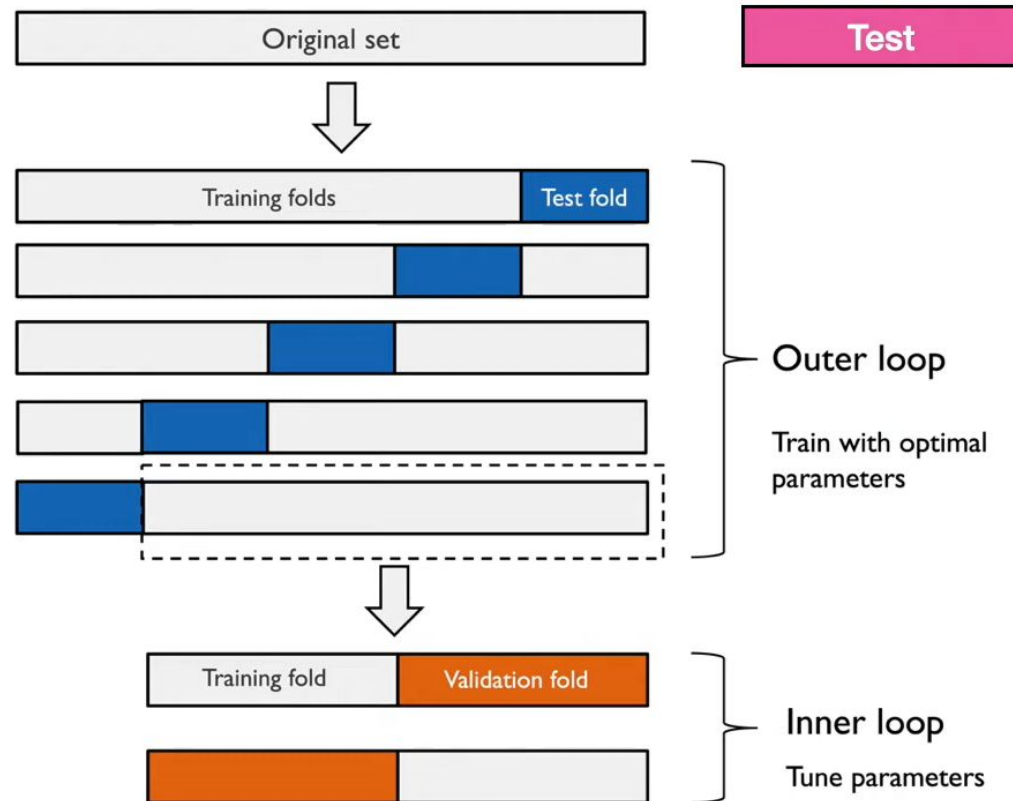 Original set
Test
Training folds
Test fold
Outer loop
Train with optimal
parameters
Training fold
Validation fold
Inner loop
Tune parameters